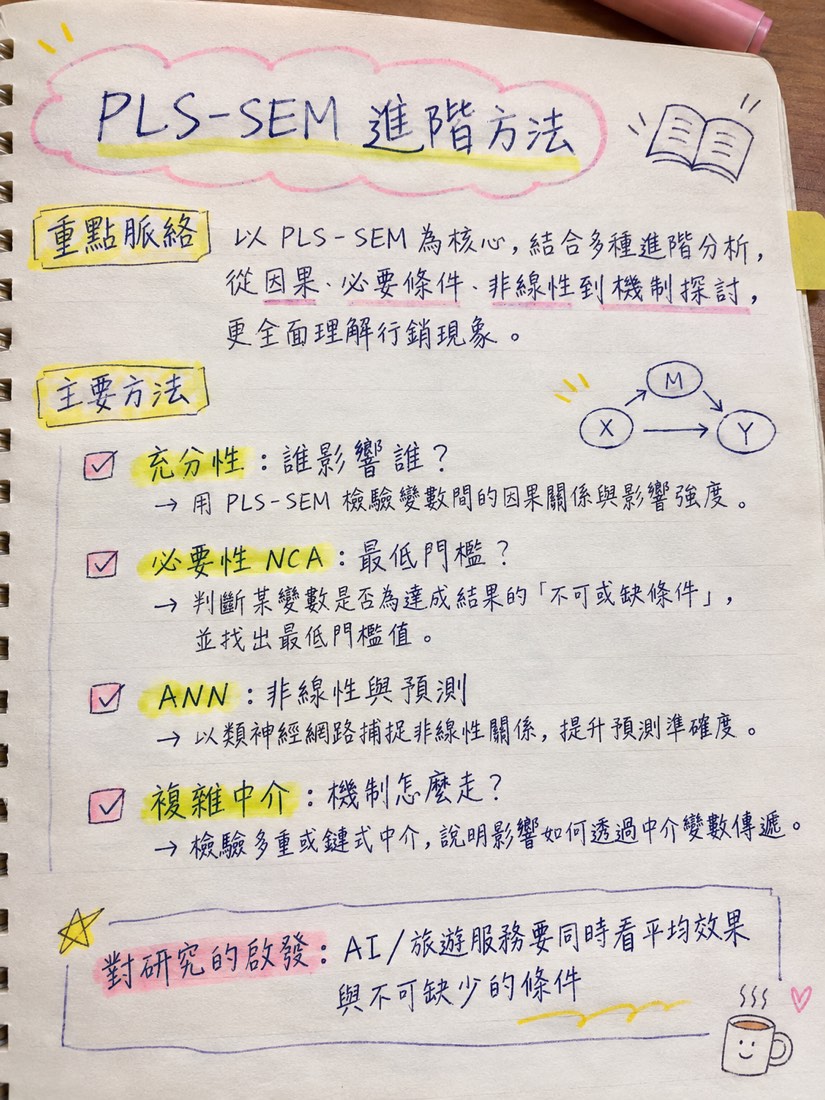 PLS-SEM 進階方法
重點脈絡
以 PLS-SEM 為核心，結合多種進階分析，
從因果、必要條件、非線性到機制探討，
更全面理解行銷現象。
主要方法
M
X
Y
充分性：誰影響誰？
→ 用 PLS-SEM 檢驗變數間的因果關係與影響強度。
必要性 NCA：最低門檻？
→ 判斷某變數是否為達成結果的「不可或缺條件」，
並找出最低門檻值。
ANN：非線性與預測
→ 以類神經網路捕捉非線性關係，提升預測準確度。
複雜中介：機制怎麼走？
→ 檢驗多重或鏈式中介，說明影響如何透過中介變數傳遞。
對研究的啟發：AI/旅遊服務要同時看平均效果
與不可缺少的條件